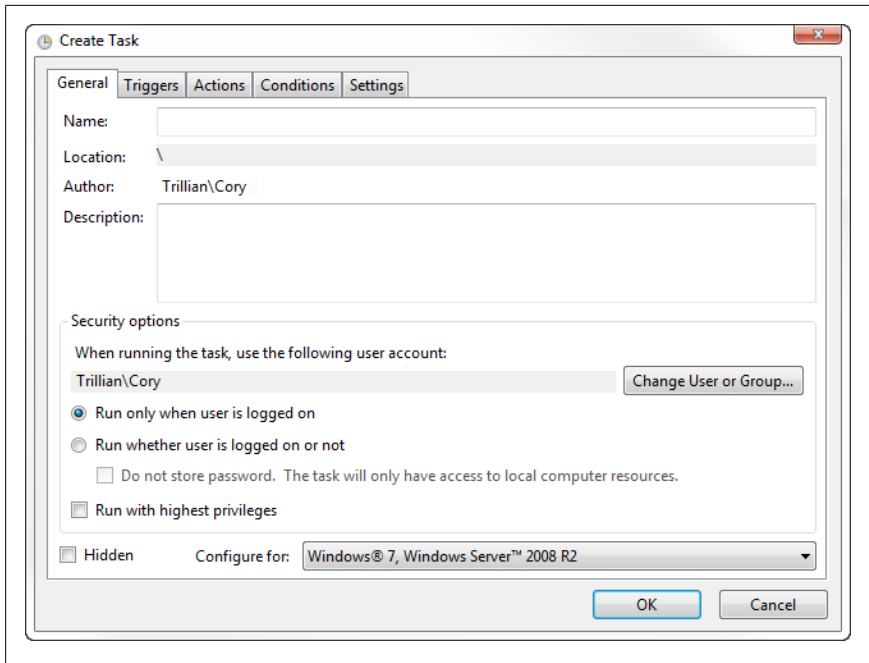 Create Task
General Triggers Actions Conditions Settings
Name:
Location: \
Author: Trillian\Cory
Description:
Security options
When running the task, use the following user account:
Trillian\Cory Change User or Group...
Run only when user is logged on
Run whether user is logged on or not
Do not store password. The task will only have access to local computer resources.
Run with highest privileges
Hidden Configure for: Windows® 7, Windows Server™ 2008 R2
OK Cancel